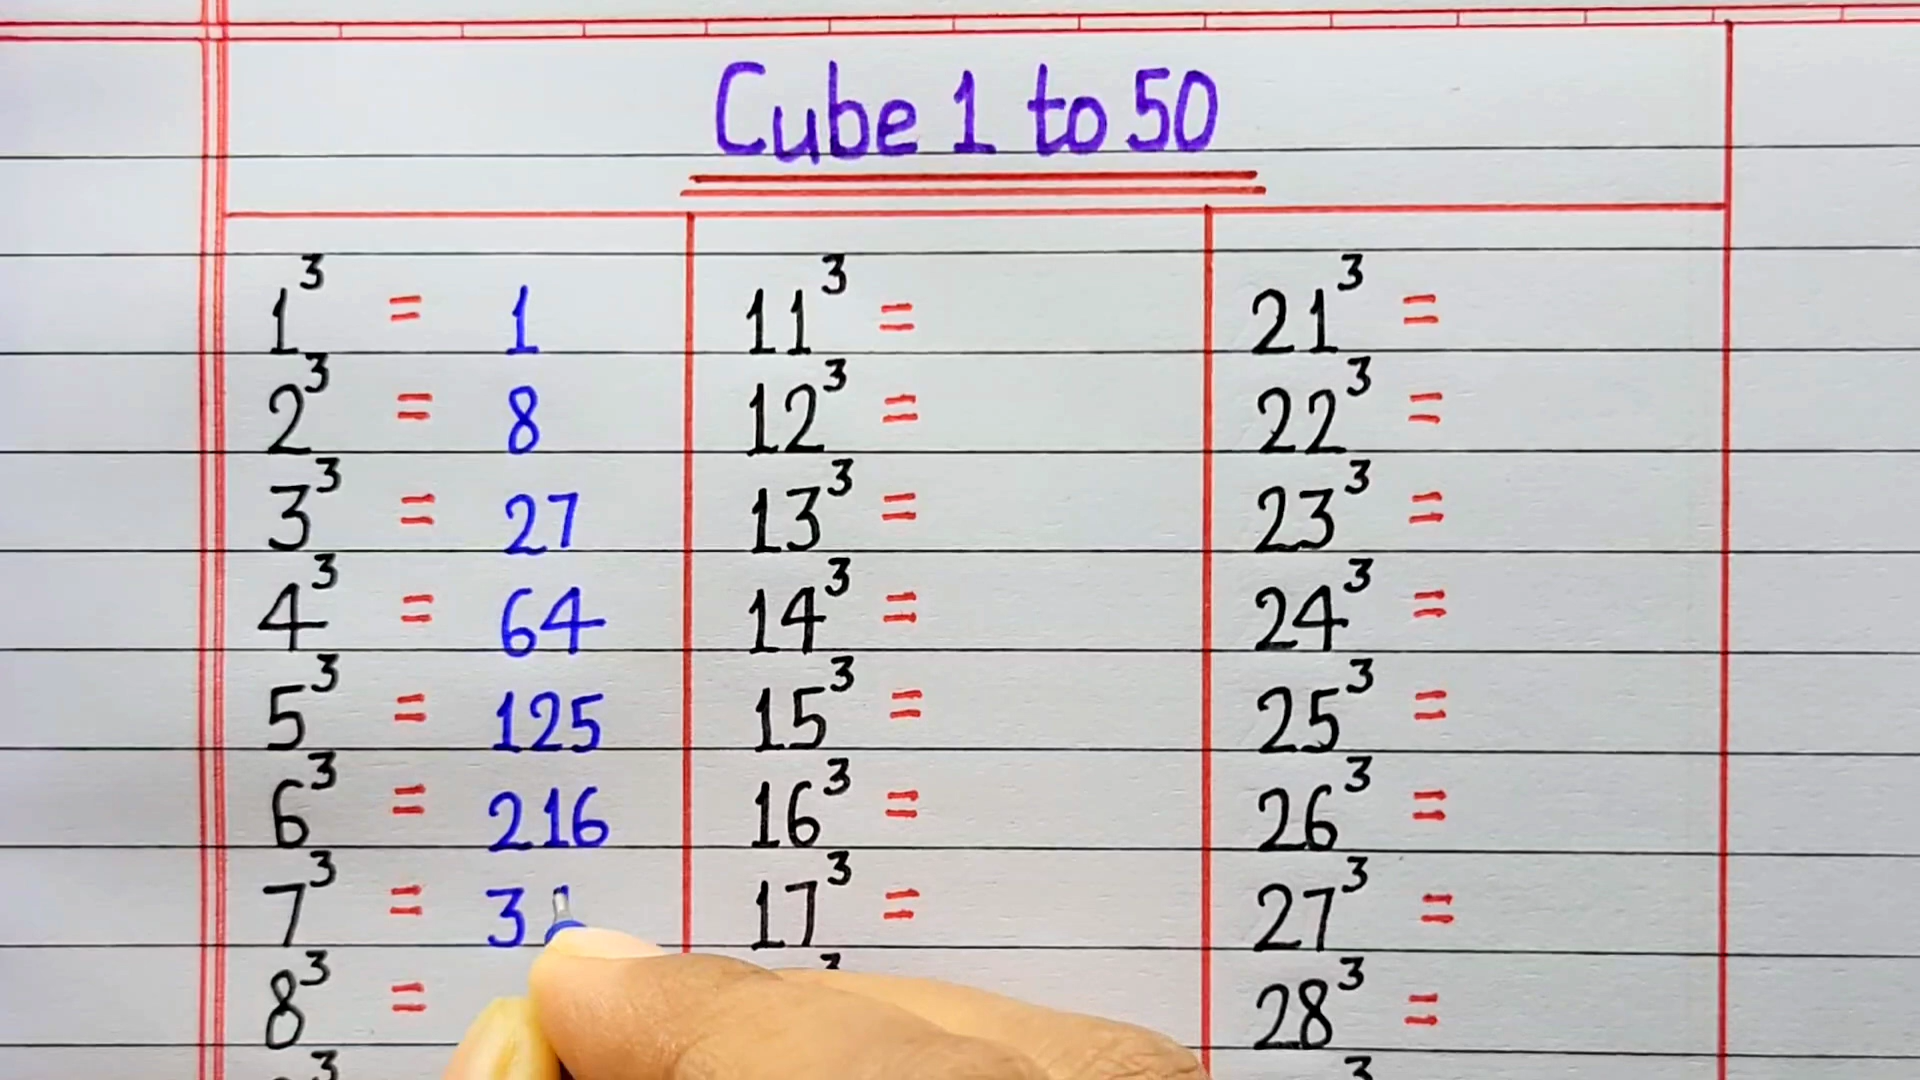 Cube 1 to 50
1³ = 1
2³ = 8
3³ = 27
4³ = 64
5³ = 125
6³ = 216
7³ = 3
8³ =
11³ =
12³ =
13³ =
14³ =
15³ =
16³ =
17³ =
21³ =
22³ =
23³ =
24³ =
25³ =
26³ =
27³ =
28³ =